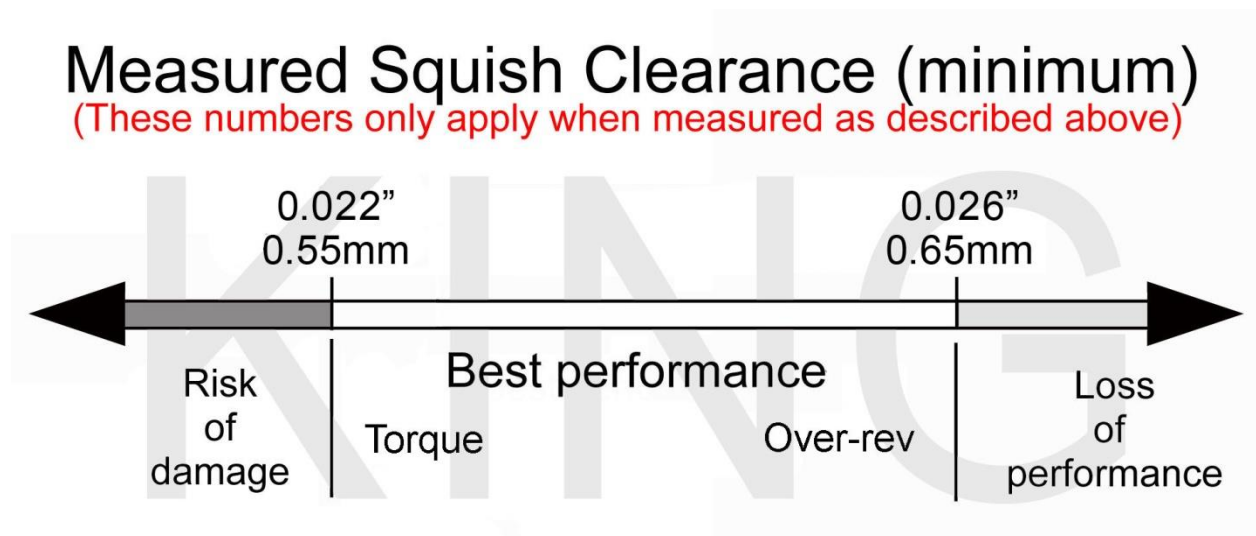 Measured Squish Clearance (minimum)
(These numbers only apply when measured as described above)
KING
0.022” 0.026”
0.55mm 0.65mm
Best performance
Risk Loss
of of
damage performance
Torque Over-rev